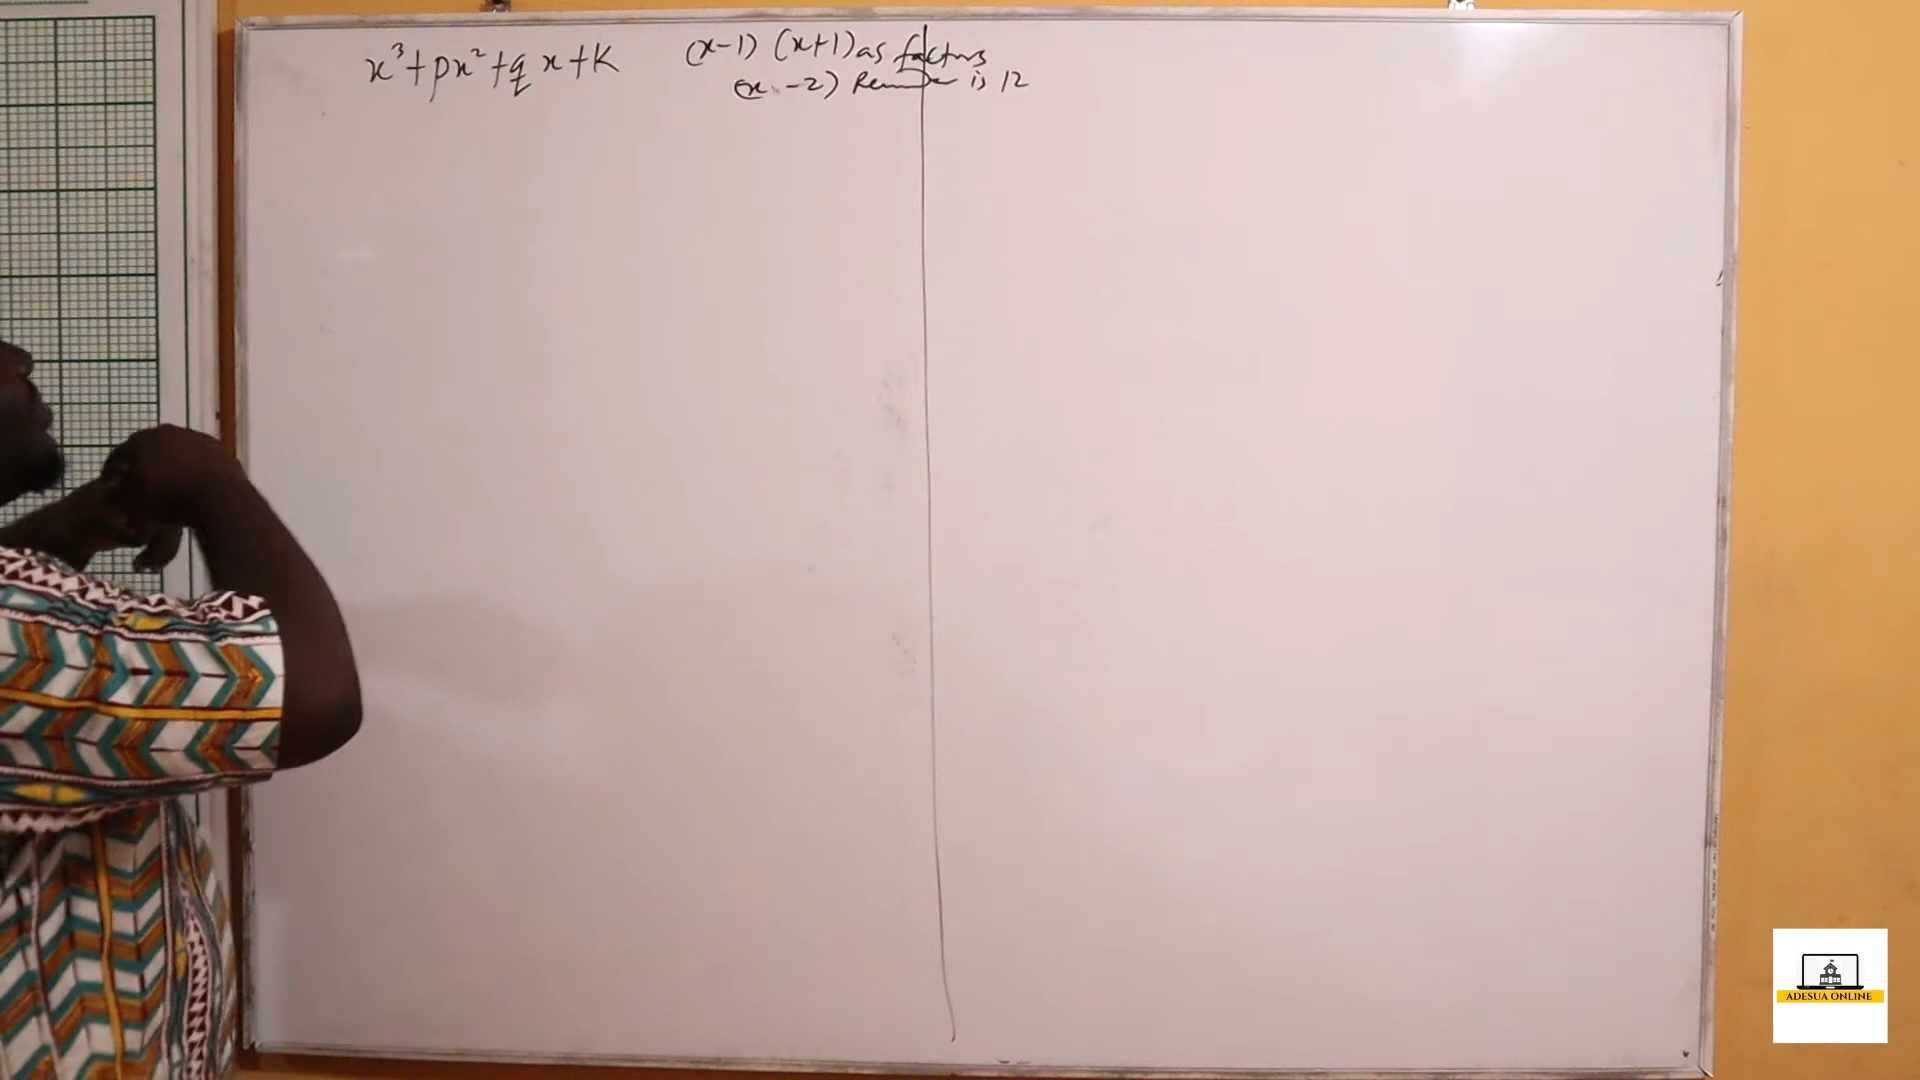 x³+px²+qx+k (x-1) (x+1) as factors
(x-2) Remainder is 12
ADESUA ONLINE